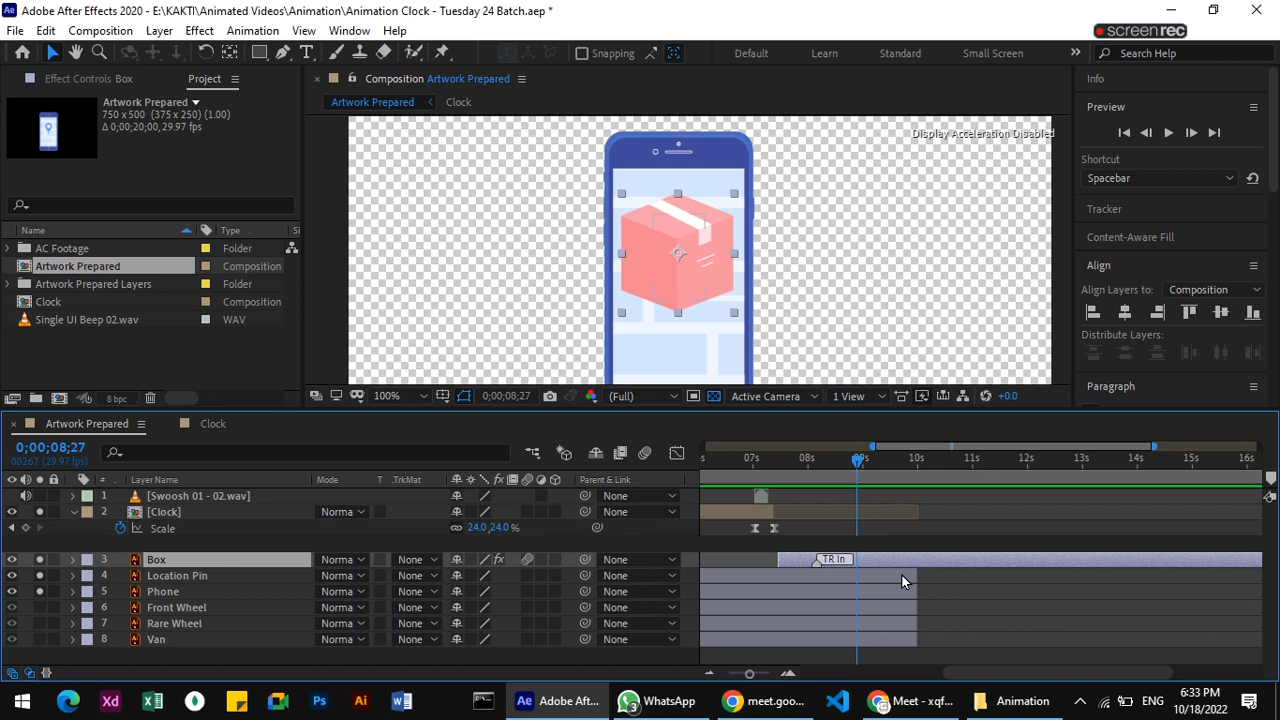 Adobe After Effects 2020 - E:\KAKTI\Animated Videos\Animation\Animation Clock - Tuesday 24 Batch.aep *
File Edit Composition Layer Effect Animation View Window Help
screenrec
Snapping Default Learn Standard Small Screen Search Help
Effect Controls Box Project
Composition Artwork Prepared
Info
Artwork Prepared
750 x 500 (375 x 250) (1.00)
Δ 0;00;20;00, 29.97 fps
Artwork Prepared Clock
Preview
Display Acceleration Disabled
Shortcut
Spacebar
Name Type Si
Tracker
AC Footage Folder
Content-Aware Fill
Artwork Prepared Composition
Align
Artwork Prepared Layers Folder
Align Layers to: Composition
Clock Composition
Single UI Beep 02.wav WAV
Distribute Layers:
Paragraph
8 bpc
100% 0;00;08;27 (Full) Active Camera 1 View +0.0
Artwork Prepared Clock
0;00;08;27
00267 (29.97 fps)
s 07s 08s 09s 10s 11s 12s 13s 14s 15s 16s
# Layer Name Mode T .TrkMat Parent & Link
1 [Swoosh 01 - 02.wav] None
2 [Clock] Norma None
Scale 24.0,24.0 %
3 Box Norma None fx None TR In
4 Location Pin Norma None None
5 Phone Norma None None
6 Front Wheel Norma None None
7 Rare Wheel Norma None None
8 Van Norma None None
Xd Ps Ai Ae Adobe Aft... 3 WhatsApp meet.goo... Meet - xqf... Animation ENG 6:33 PM
10/18/2022